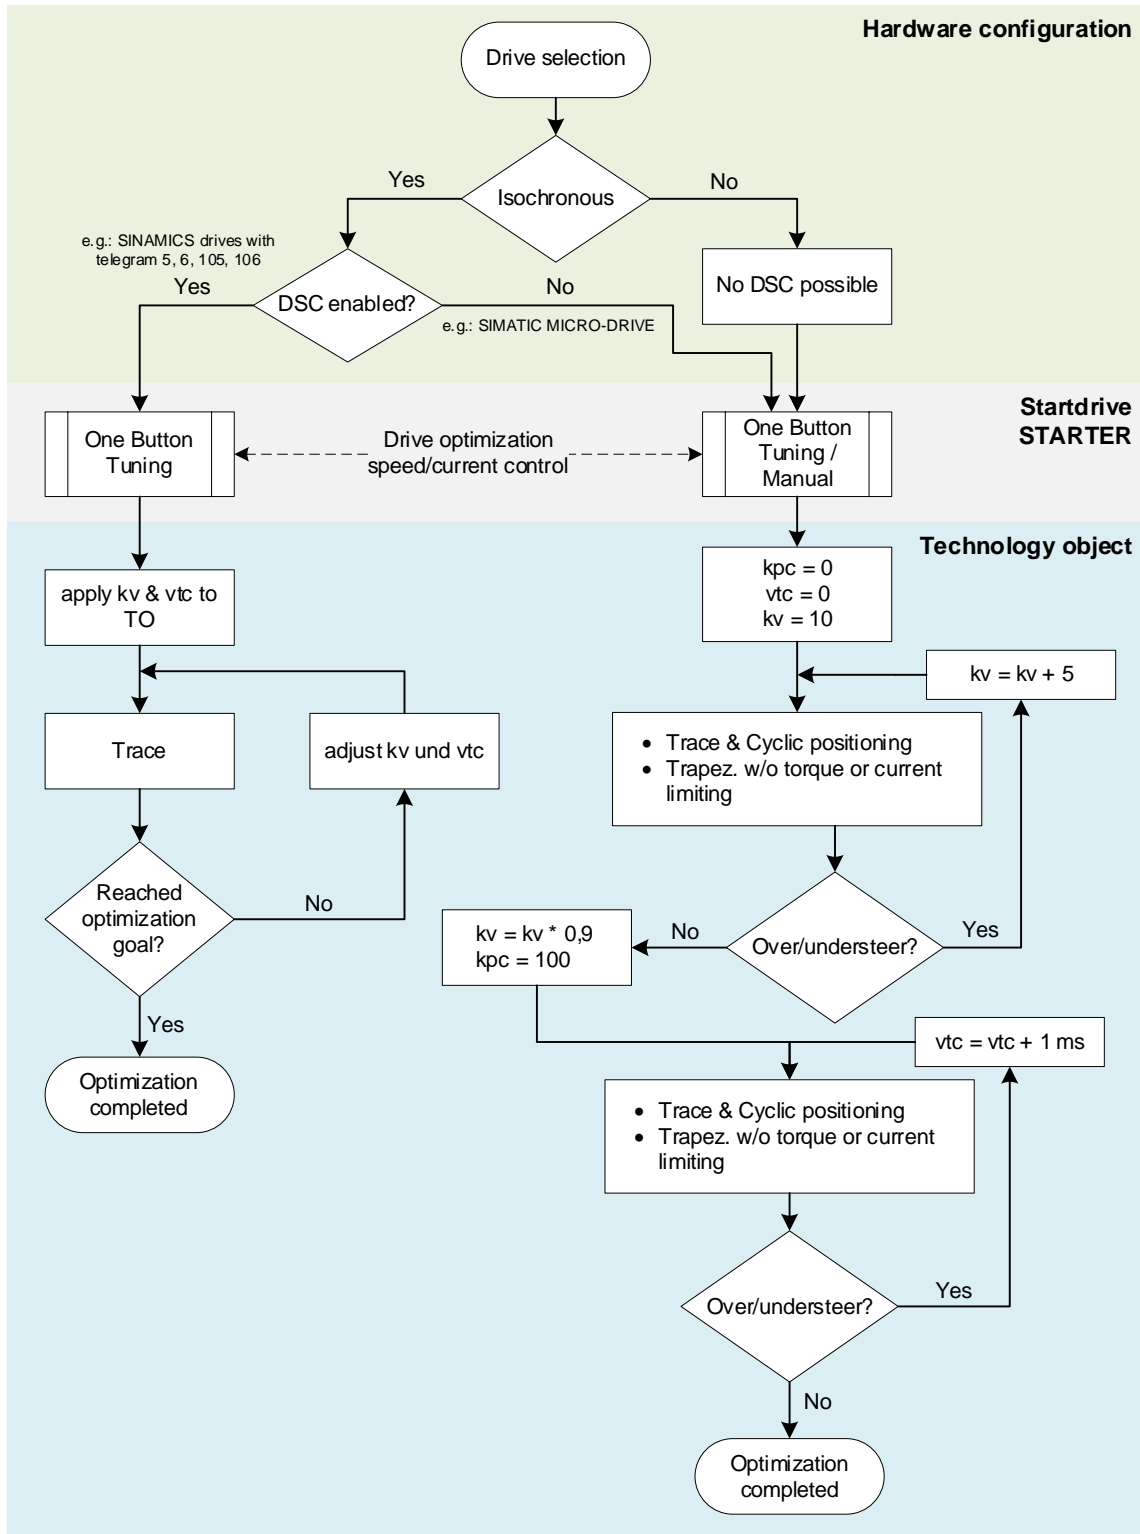 Hardware configuration
Drive selection
Isochronous
Yes
No
e.g.: SINAMICS drives with
telegram 5, 6, 105, 106
Yes
DSC enabled?
No
e.g.: SIMATIC MICRO-DRIVE
No DSC possible
Startdrive
STARTER
One Button
Tuning
Drive optimization
speed/current control
One Button
Tuning /
Manual
Technology object
apply kv & vtc to
TO
Trace
adjust kv und vtc
Reached
optimization
goal?
No
Yes
Optimization
completed
kpc = 0
vtc = 0
kv = 10
kv = kv + 5
• Trace & Cyclic positioning
• Trapez. w/o torque or current
limiting
Over/understeer?
Yes
No
kv = kv * 0,9
kpc = 100
vtc = vtc + 1 ms
• Trace & Cyclic positioning
• Trapez. w/o torque or current
limiting
Over/understeer?
Yes
No
Optimization
completed